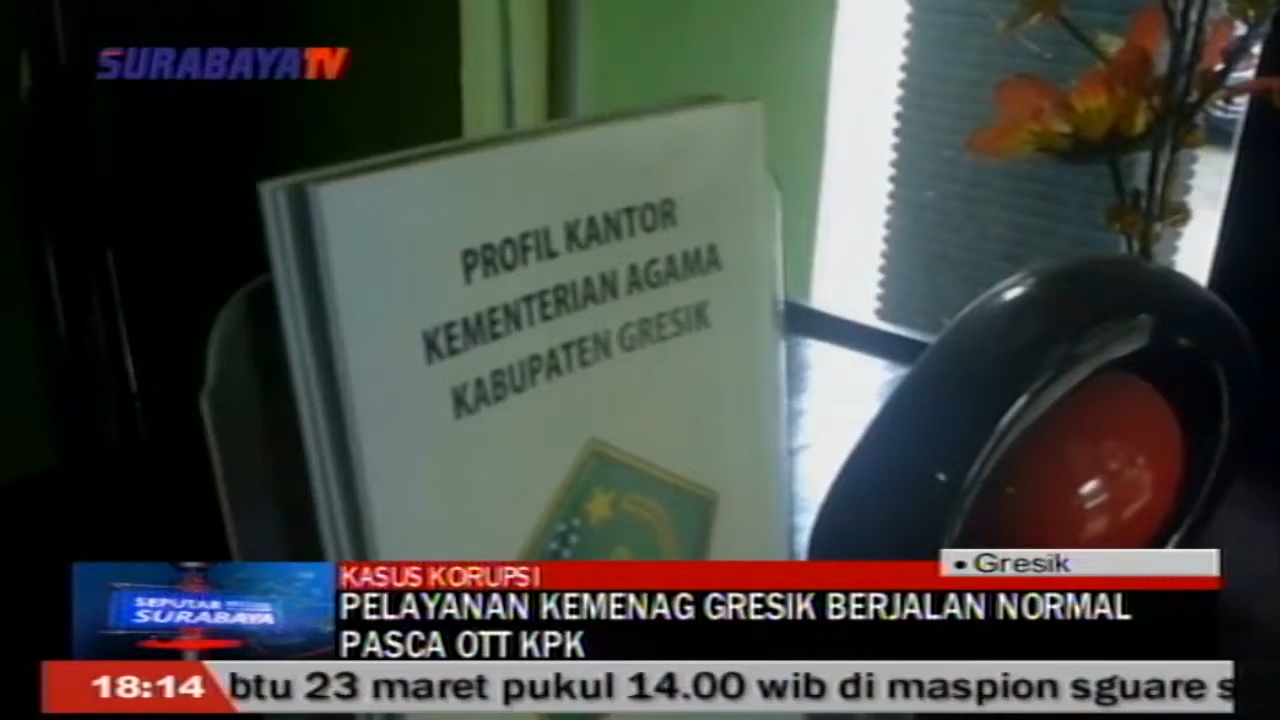 SURABAYATV
PROFIL KANTOR
KEMENTERIAN AGAMA
KABUPATEN GRESIK
• Gresik
KASUS KORUPSI
SEPUTAR
SURABAYA
PELAYANAN KEMENAG GRESIK BERJALAN NORMAL
PASCA OTT KPK
18:14 btu 23 maret pukul 14.00 wib di maspion sguare s